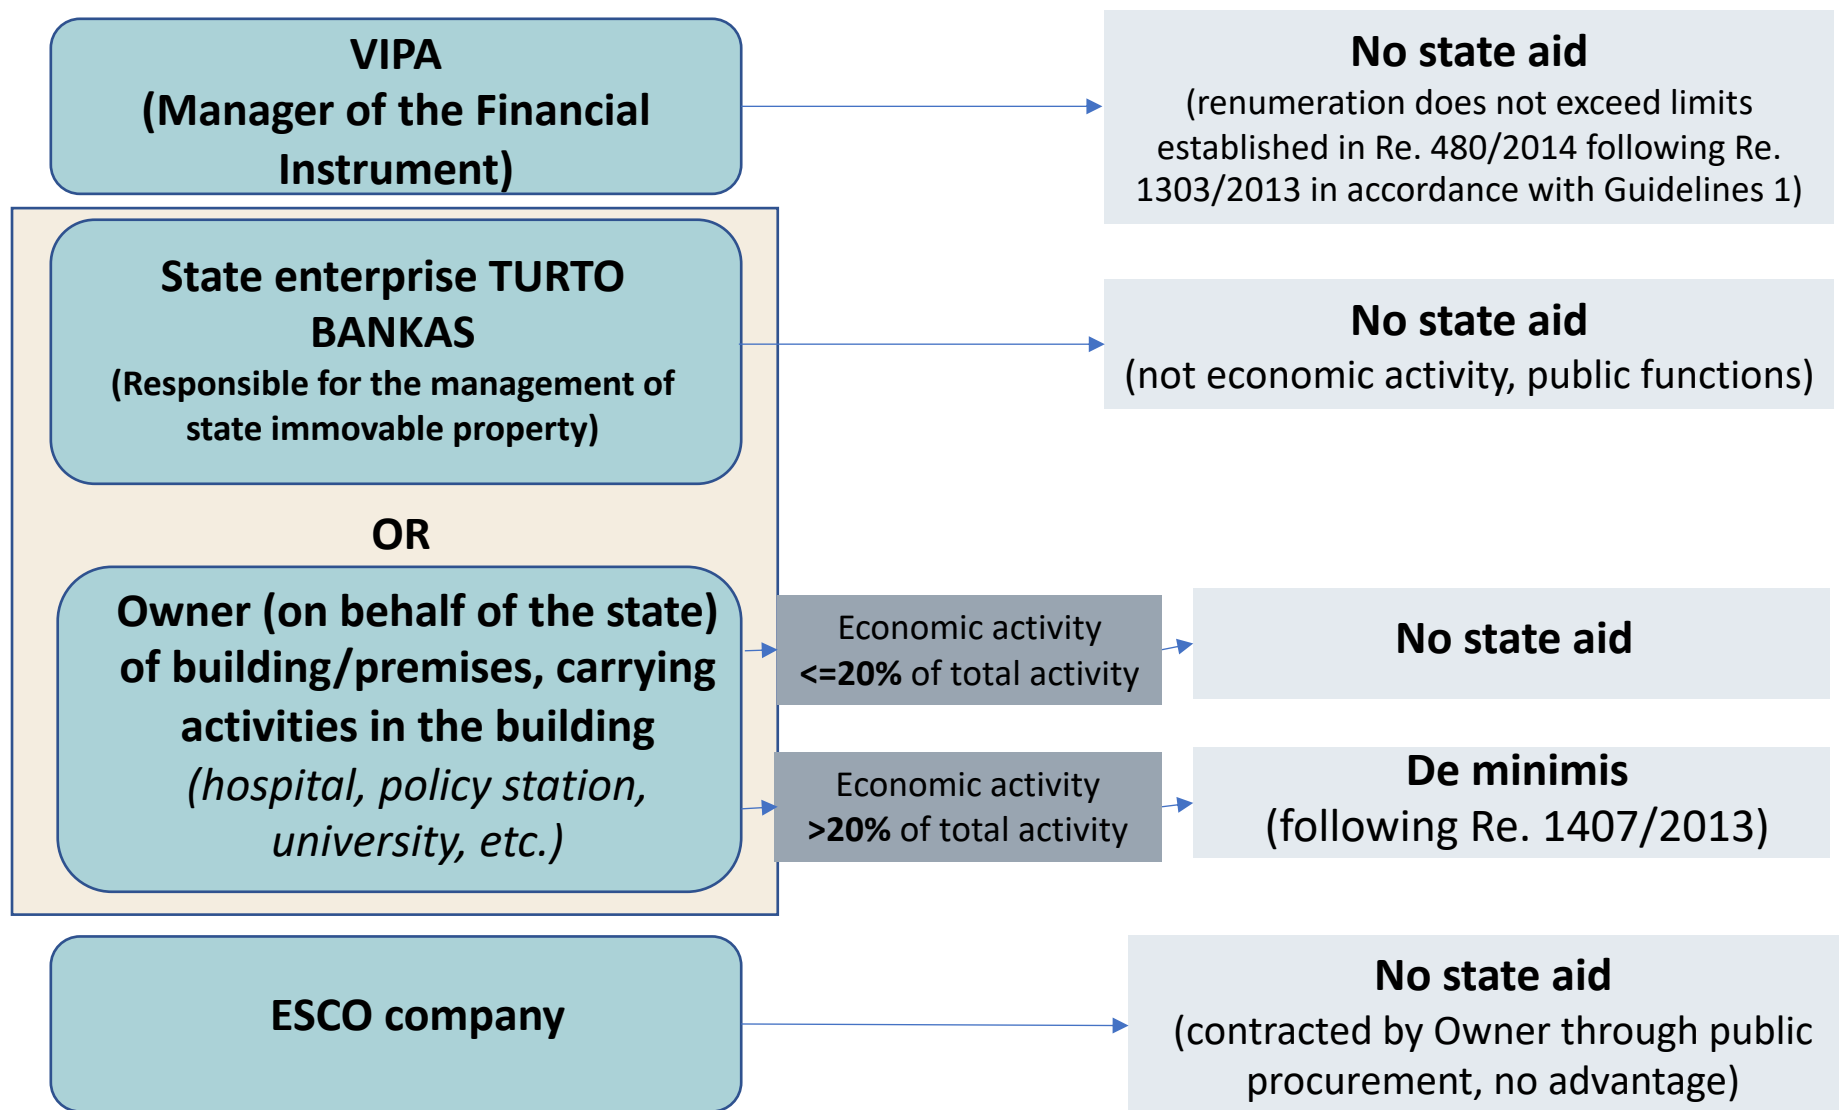 VIPA
(Manager of the Financial
Instrument)
No state aid
(renumeration does not exceed limits
established in Re. 480/2014 following Re.
1303/2013 in accordance with Guidelines 1)
State enterprise TURTO
BANKAS
(Responsible for the management of
state immovable property)
No state aid
(not economic activity, public functions)
OR
Owner (on behalf of the state)
of building/premises, carrying
activities in the building
(hospital, policy station,
university, etc.)
Economic activity
<=20% of total activity
No state aid
Economic activity
>20% of total activity
De minimis
(following Re. 1407/2013)
ESCO company
No state aid
(contracted by Owner through public
procurement, no advantage)